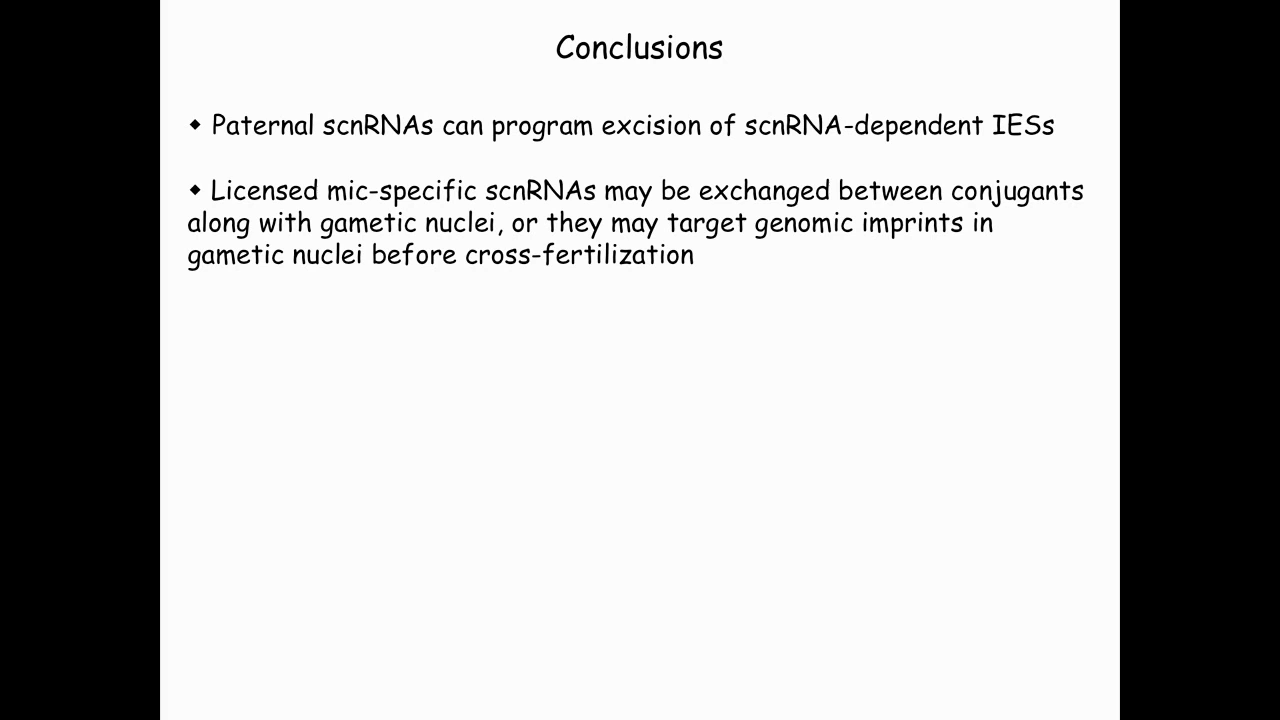 Conclusions
◆ Paternal scnRNAs can program excision of scnRNA-dependent IESs
◆ Licensed mic-specific scnRNAs may be exchanged between conjugants
along with gametic nuclei, or they may target genomic imprints in
gametic nuclei before cross-fertilization